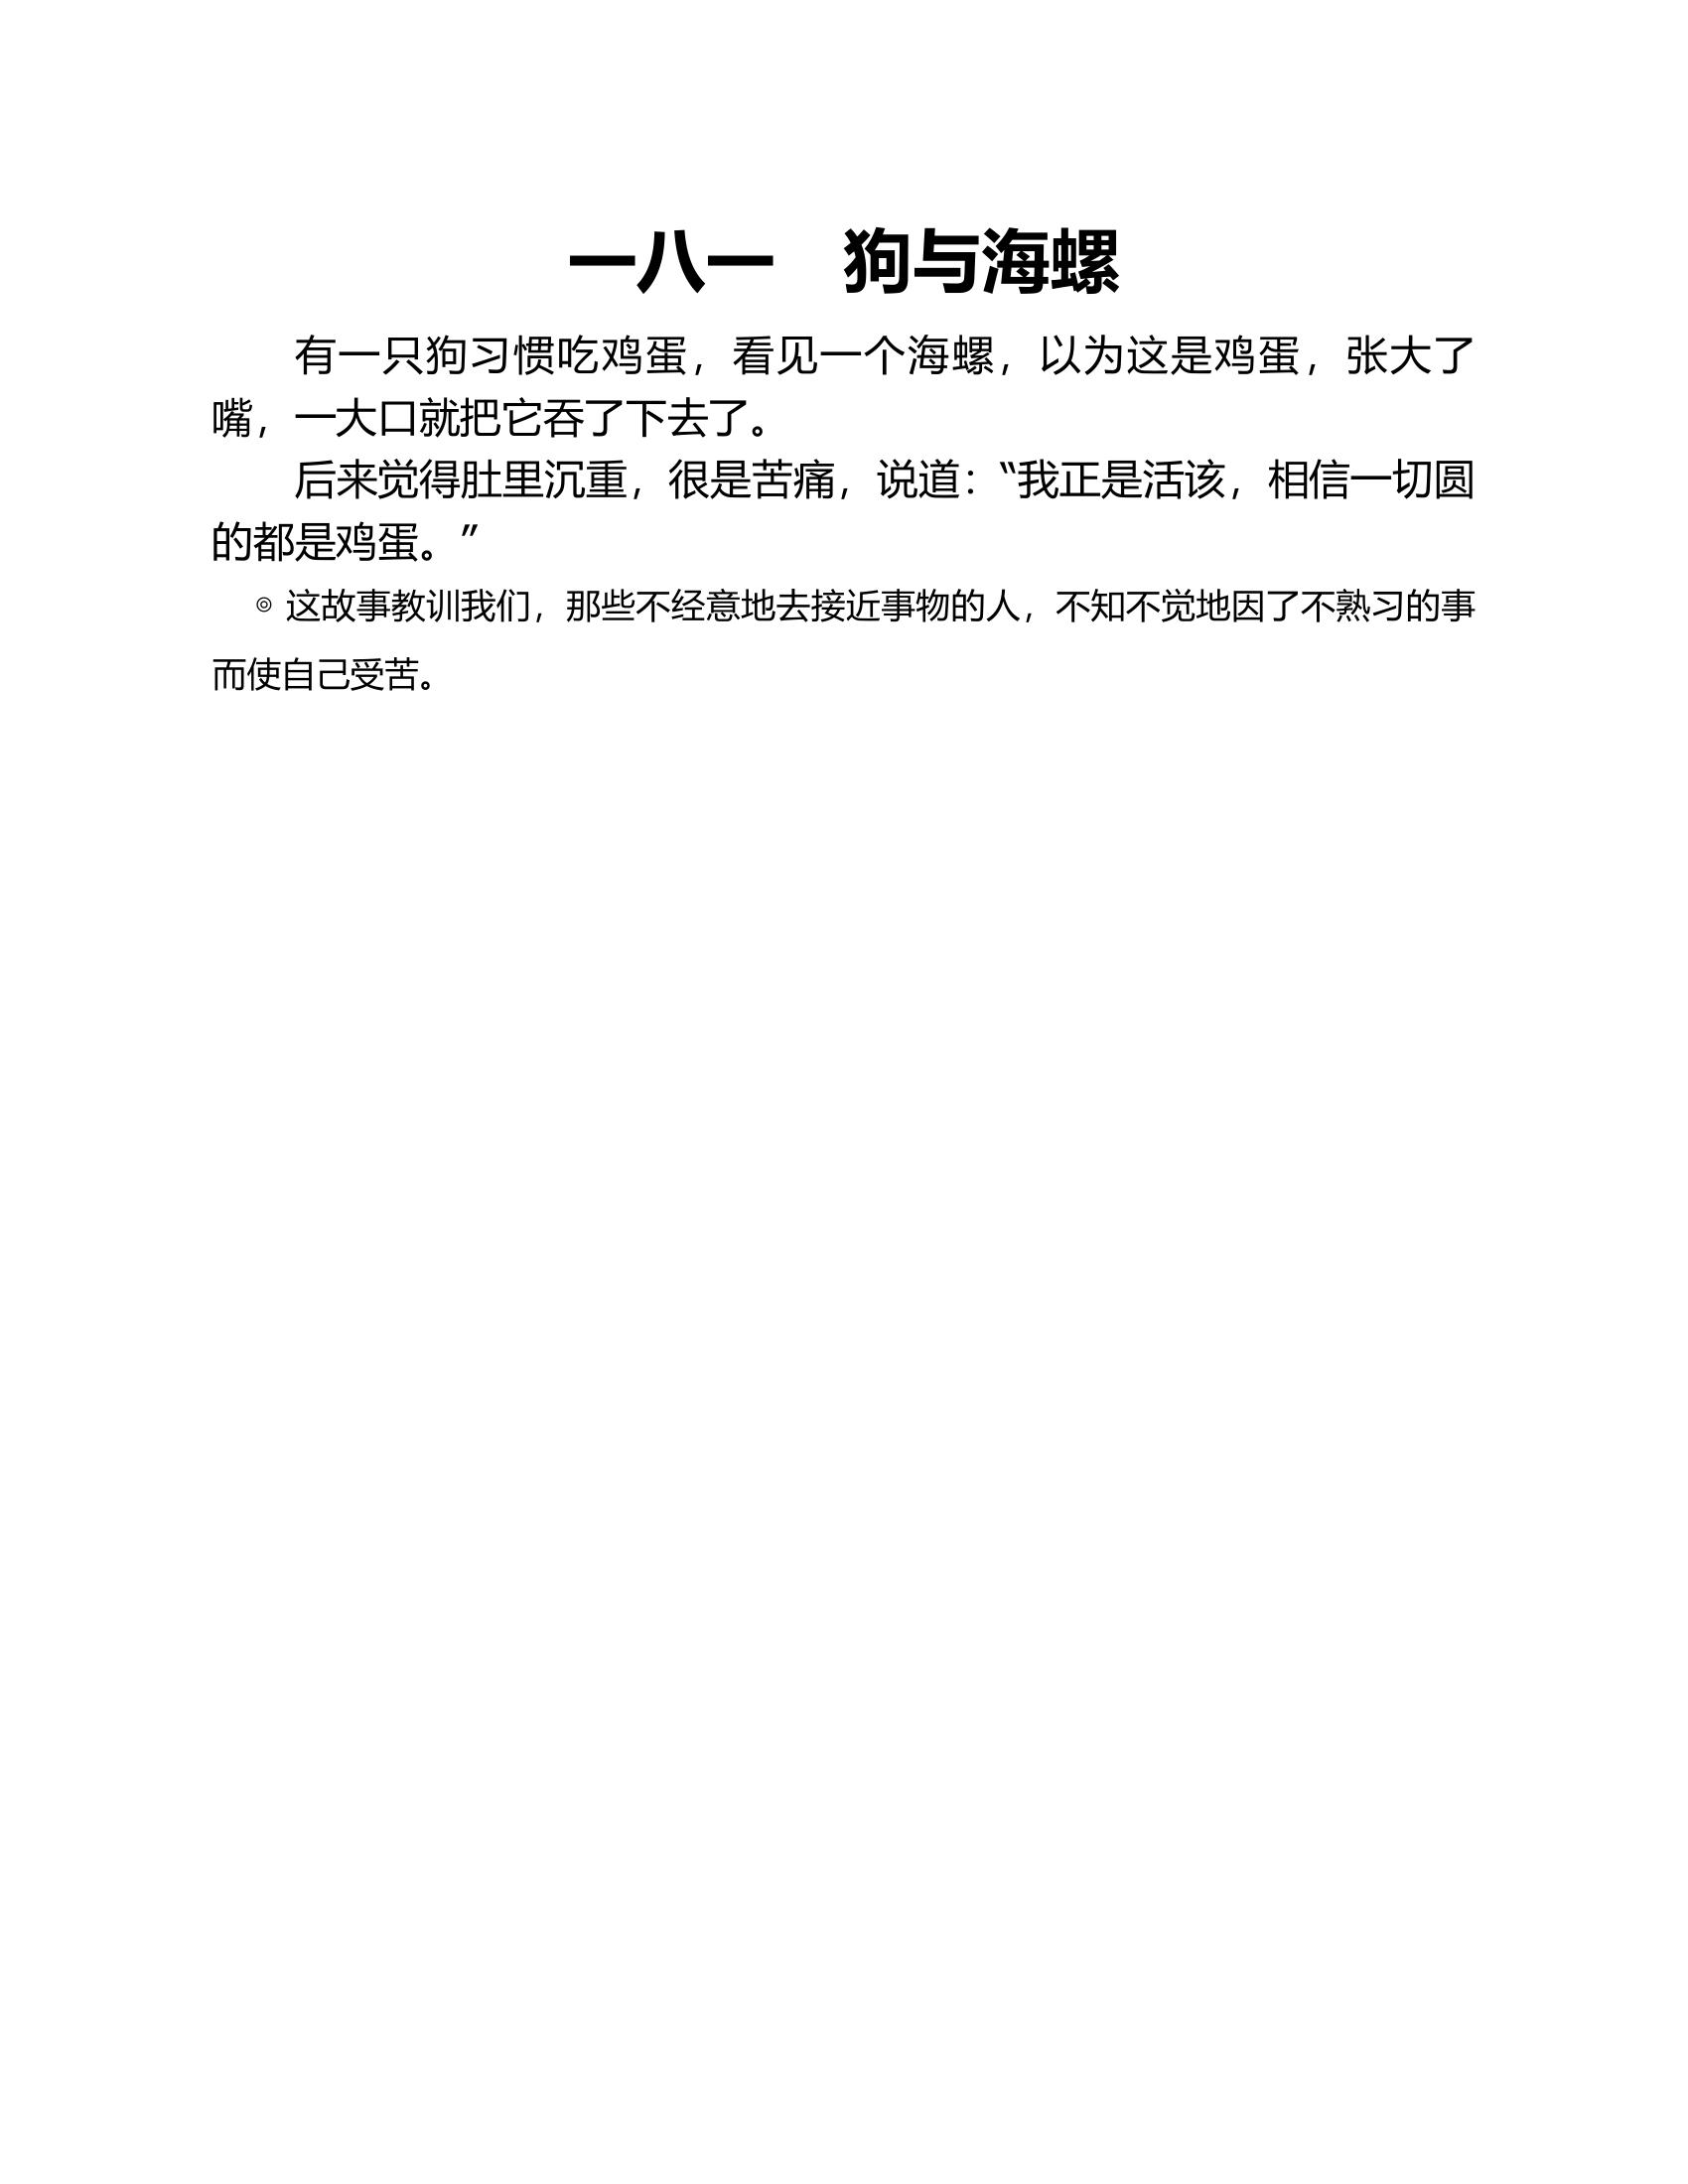 一八一　狗与海螺
有一只狗习惯吃鸡蛋，看见一个海螺，以为这是鸡蛋，张大了
嘴，一大口就把它吞了下去了。
后来觉得肚里沉重，很是苦痛，说道：“我正是活该，相信一切圆
的都是鸡蛋。”
◎ 这故事教训我们，那些不经意地去接近事物的人，不知不觉地因了不熟习的事
而使自己受苦。